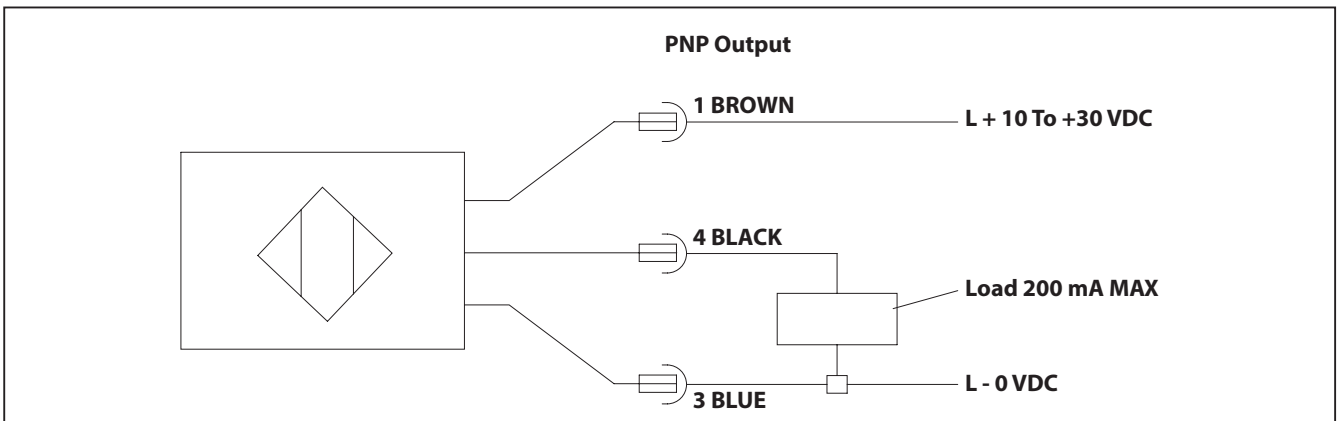 PNP Output
1 BROWN
L + 10 To +30 VDC
4 BLACK
Load 200 mA MAX
L - 0 VDC
3 BLUE